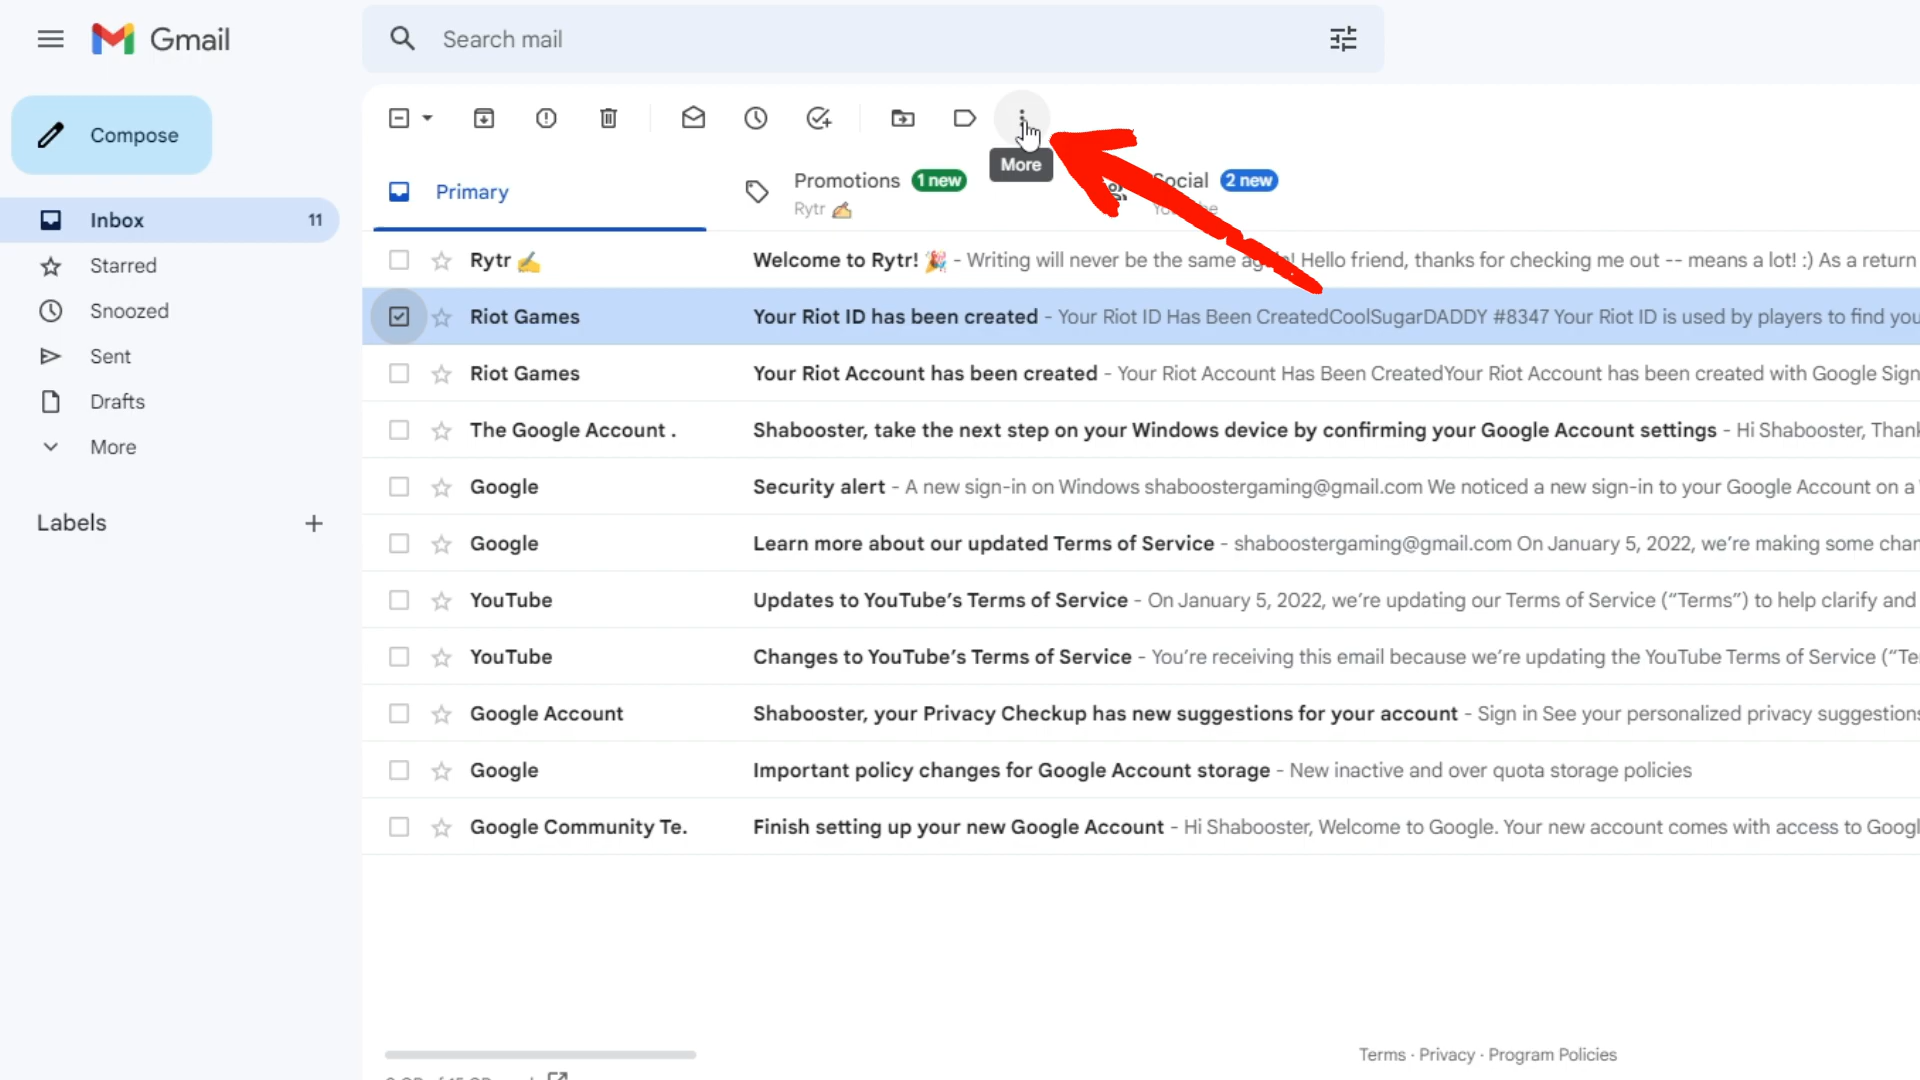 Gmail
Search mail
Compose
More
Primary
Promotions 1 new
Rytr ✍️
Social 2 new
Inbox 11
Starred
Snoozed
Sent
Drafts
More
Labels
Rytr ✍️ Welcome to Rytr! 🎉 - Writing will never be the same Hello friend, thanks for checking me out -- means a lot! :) As a return
Riot Games Your Riot ID has been created - Your Riot ID Has Been CreatedCoolSugarDADDY #8347 Your Riot ID is used by players to find you
Riot Games Your Riot Account has been created - Your Riot Account Has Been CreatedYour Riot Account has been created with Google Sign
The Google Account . Shabooster, take the next step on your Windows device by confirming your Google Account settings - Hi Shabooster, Thank
Google Security alert - A new sign-in on Windows shaboostergaming@gmail.com We noticed a new sign-in to your Google Account on a
Google Learn more about our updated Terms of Service - shaboostergaming@gmail.com On January 5, 2022, we're making some chan
YouTube Updates to YouTube's Terms of Service - On January 5, 2022, we're updating our Terms of Service (“Terms”) to help clarify and
YouTube Changes to YouTube's Terms of Service - You're receiving this email because we're updating the YouTube Terms of Service (“Te
Google Account Shabooster, your Privacy Checkup has new suggestions for your account - Sign in See your personalized privacy suggestions
Google Important policy changes for Google Account storage - New inactive and over quota storage policies
Google Community Te. Finish setting up your new Google Account - Hi Shabooster, Welcome to Google. Your new account comes with access to Googl
Terms · Privacy · Program Policies